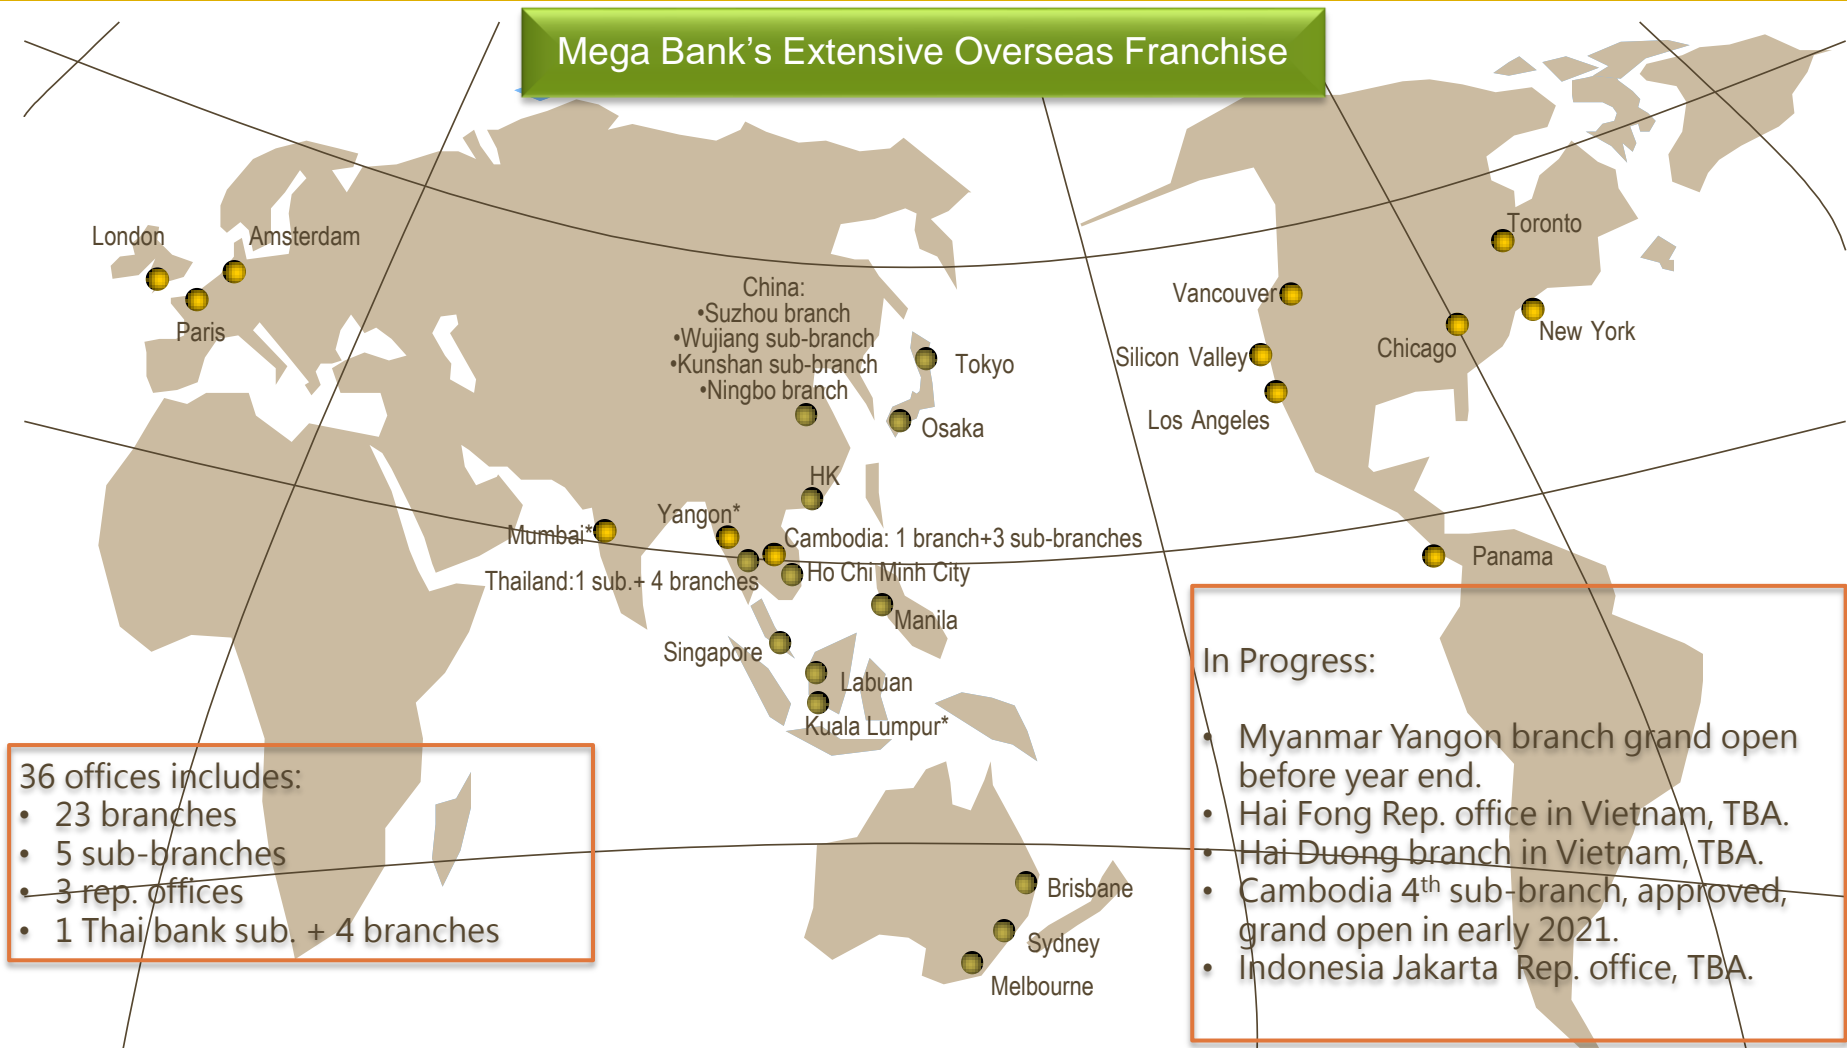 Mega Bank's Extensive Overseas Franchise
London
Amsterdam
Paris
China:
•Suzhou branch
•Wujiang sub-branch
•Kunshan sub-branch
•Ningbo branch
Tokyo
Osaka
HK
Yangon*
Mumbai*
Cambodia: 1 branch+3 sub-branches
Thailand:1 sub.+ 4 branches
Ho Chi Minh City
Manila
Singapore
Labuan
Kuala Lumpur*
Brisbane
Sydney
Melbourne
Toronto
Vancouver
New York
Chicago
Silicon Valley
Los Angeles
Panama
36 offices includes:
• 23 branches
• 5 sub-branches
• 3 rep. offices
• 1 Thai bank sub. + 4 branches
In Progress:
• Myanmar Yangon branch grand open
before year end.
• Hai Fong Rep. office in Vietnam, TBA.
• Hai Duong branch in Vietnam, TBA.
• Cambodia 4th sub-branch, approved,
grand open in early 2021.
• Indonesia Jakarta Rep. office, TBA.